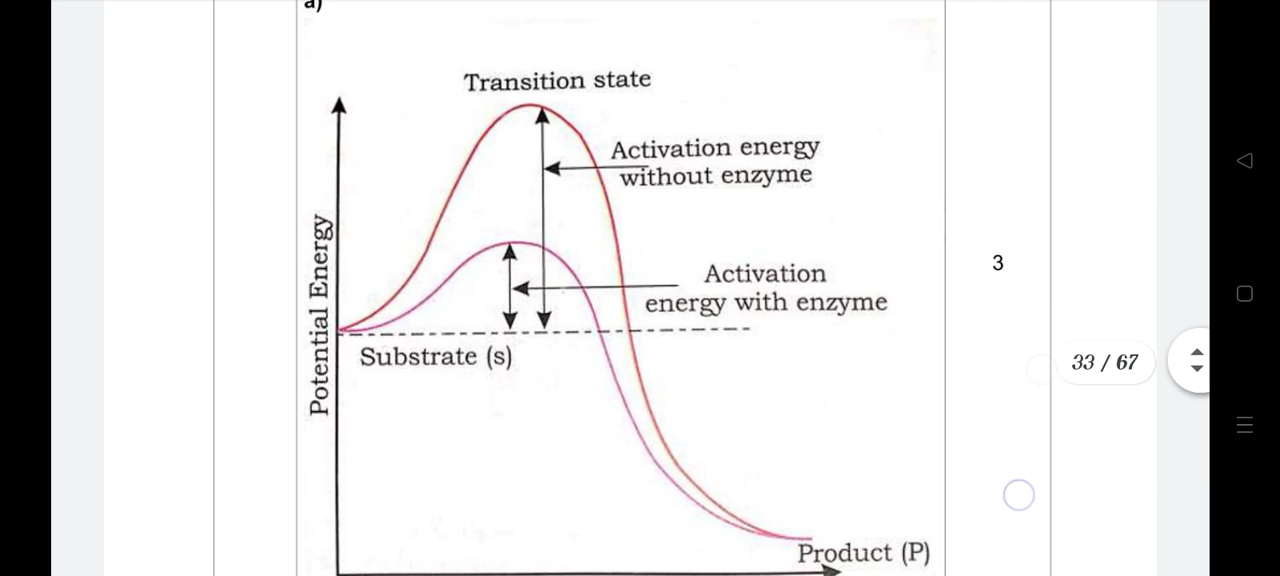 a)
Transition state
Activation energy
without enzyme
3
Activation
energy with enzyme
Potential Energy
Substrate (s)
33 / 67
Product (P)